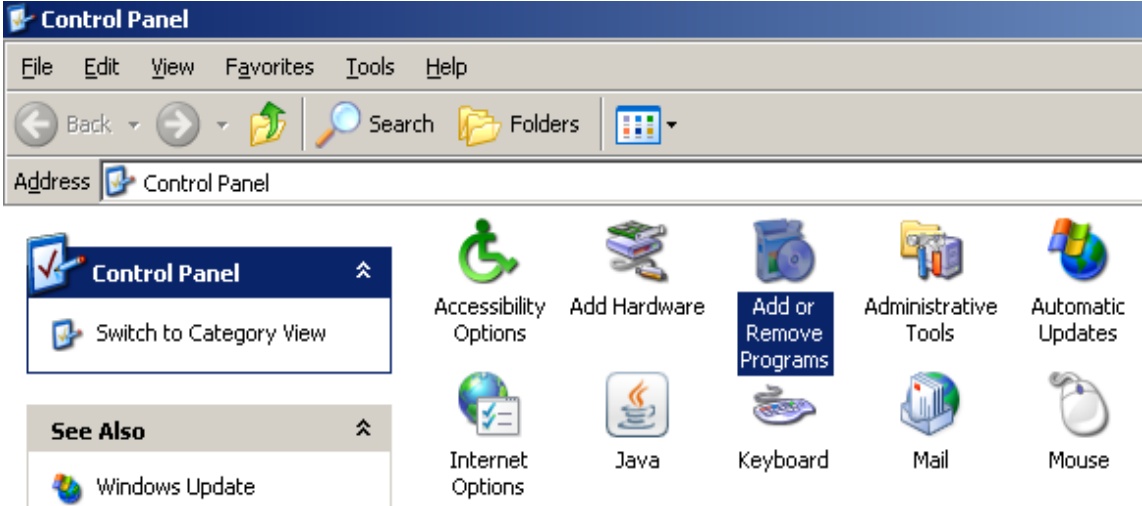 Control Panel
File Edit View Favorites Tools Help
Back Search Folders
Address Control Panel
Control Panel
Switch to Category View
See Also
Windows Update
Accessibility
Options
Add Hardware
Add or
Remove
Programs
Administrative
Tools
Automatic
Updates
Internet
Options
Java
Keyboard
Mail
Mouse